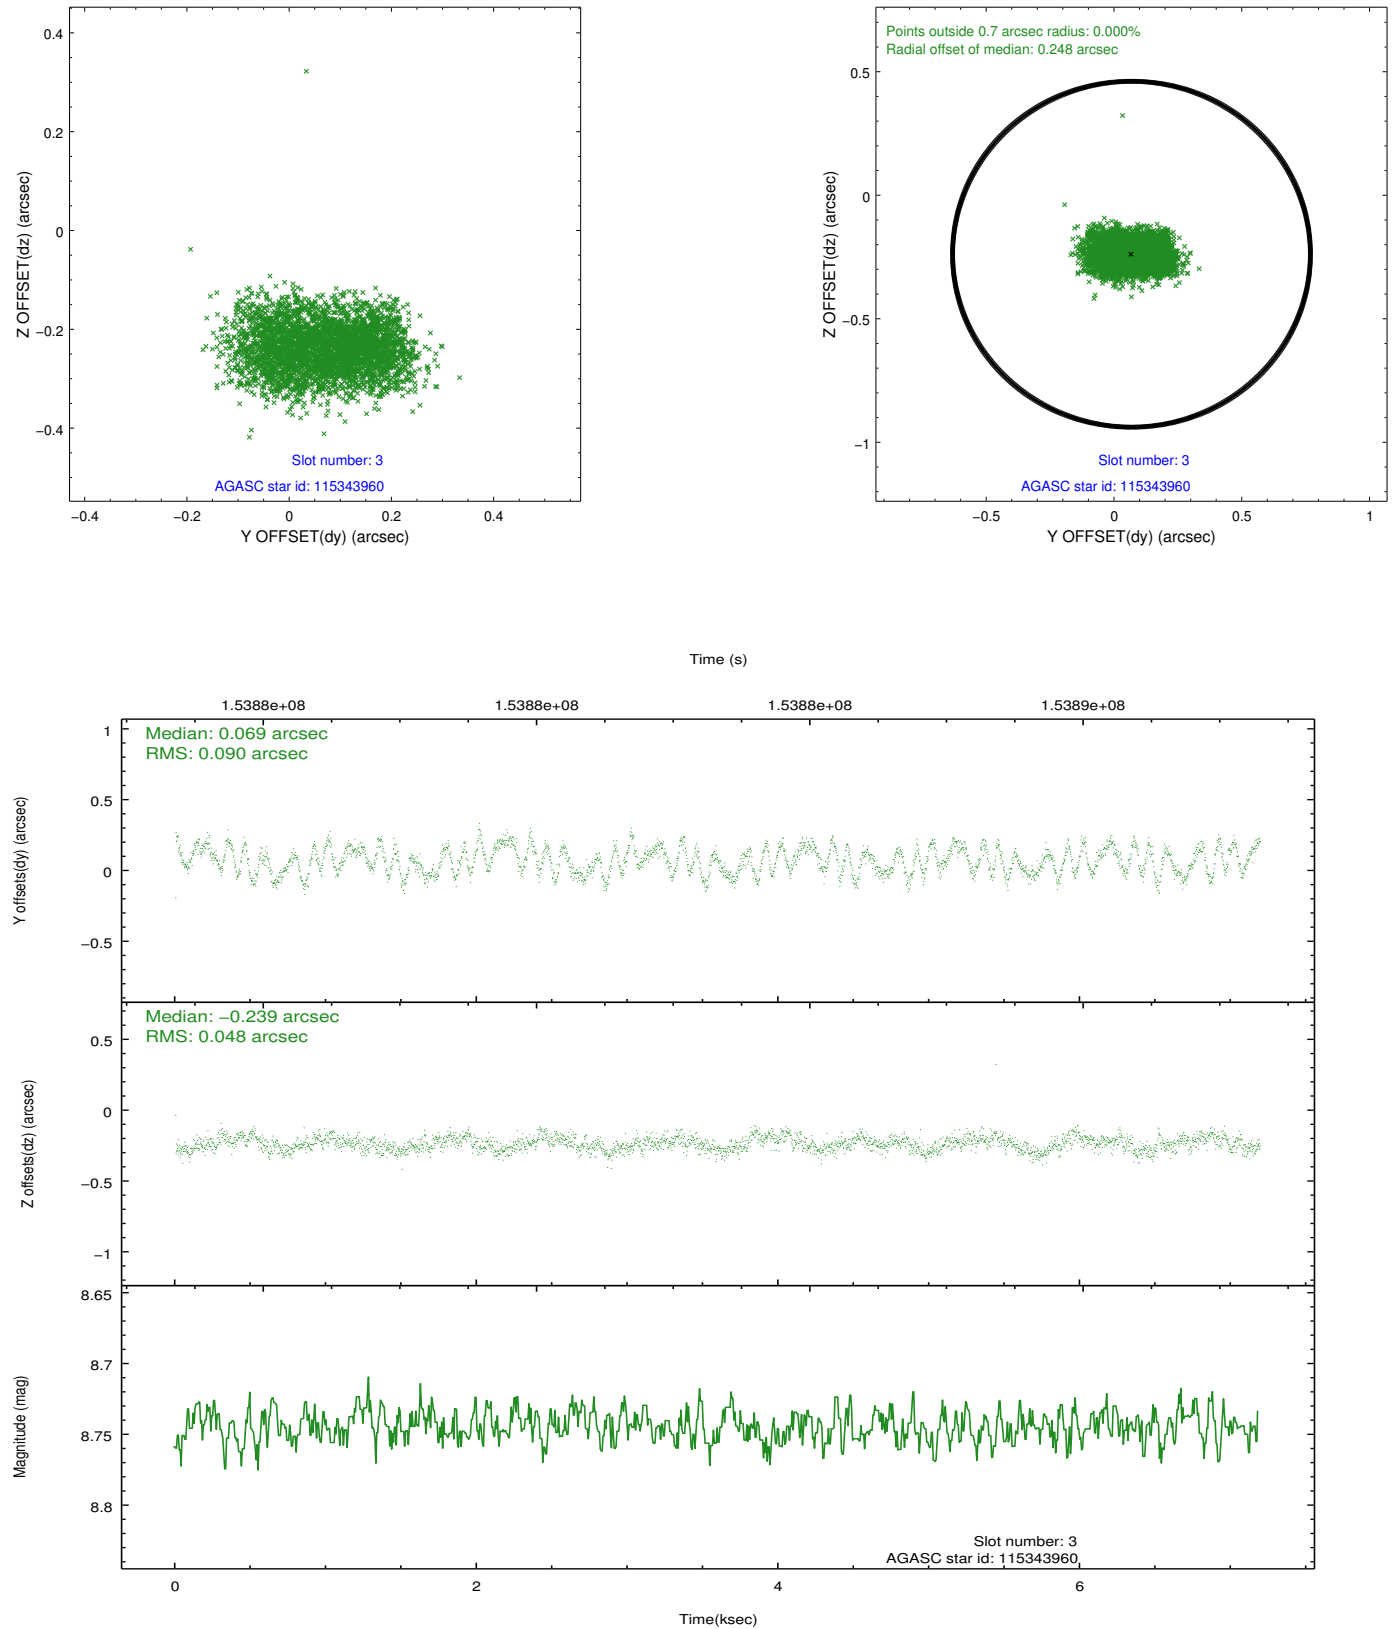 0.4
0.2
0
−0.2
−0.4
Z OFFSET(dz) (arcsec)
Slot number: 3
AGASC star id: 115343960
−0.4 −0.2 0 0.2 0.4
Y OFFSET(dy) (arcsec)
Points outside 0.7 arcsec radius: 0.000%
Radial offset of median: 0.248 arcsec
0.5
0
−0.5
−1
Z OFFSET(dz) (arcsec)
Slot number: 3
AGASC star id: 115343960
−0.5 0 0.5 1
Y OFFSET(dy) (arcsec)
Time (s)
1.5388e+08 1.5388e+08 1.5388e+08 1.5389e+08
Median: 0.069 arcsec
RMS: 0.090 arcsec
1
0.5
0
−0.5
Y offsets(dy) (arcsec)
Median: −0.239 arcsec
RMS: 0.048 arcsec
0.5
0
−0.5
−1
Z offsets(dz) (arcsec)
8.65
8.7
8.75
8.8
Magnitude (mag)
Slot number: 3
AGASC star id: 115343960
0 2 4 6
Time(ksec)